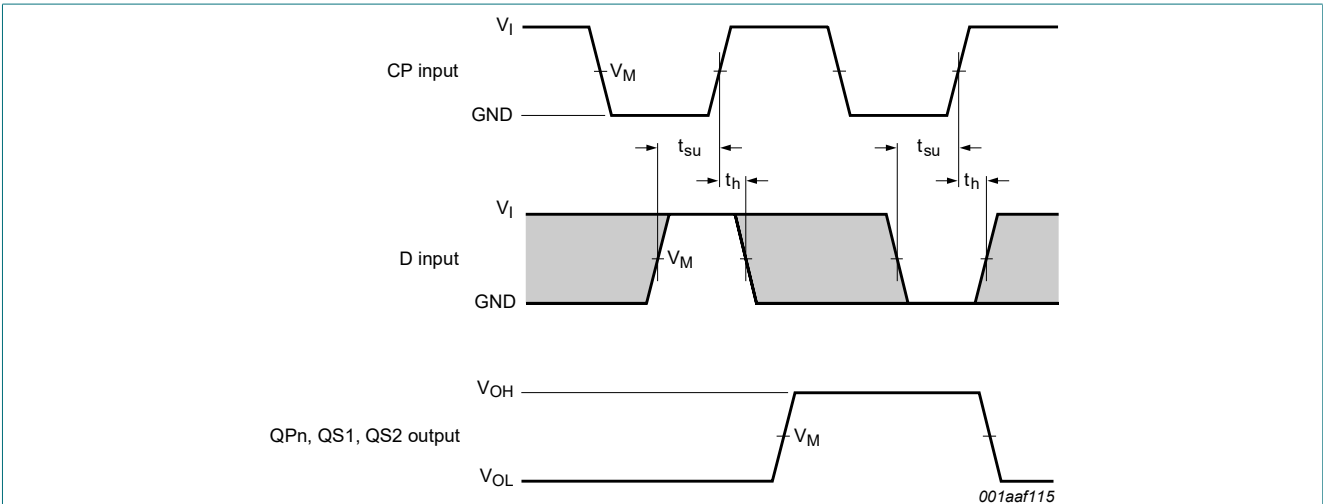 V_I
CP input
V_M
GND
t_su
t_su
t_h
t_h
V_I
D input
V_M
GND
V_OH
QPn, QS1, QS2 output
V_M
V_OL
001aaf115